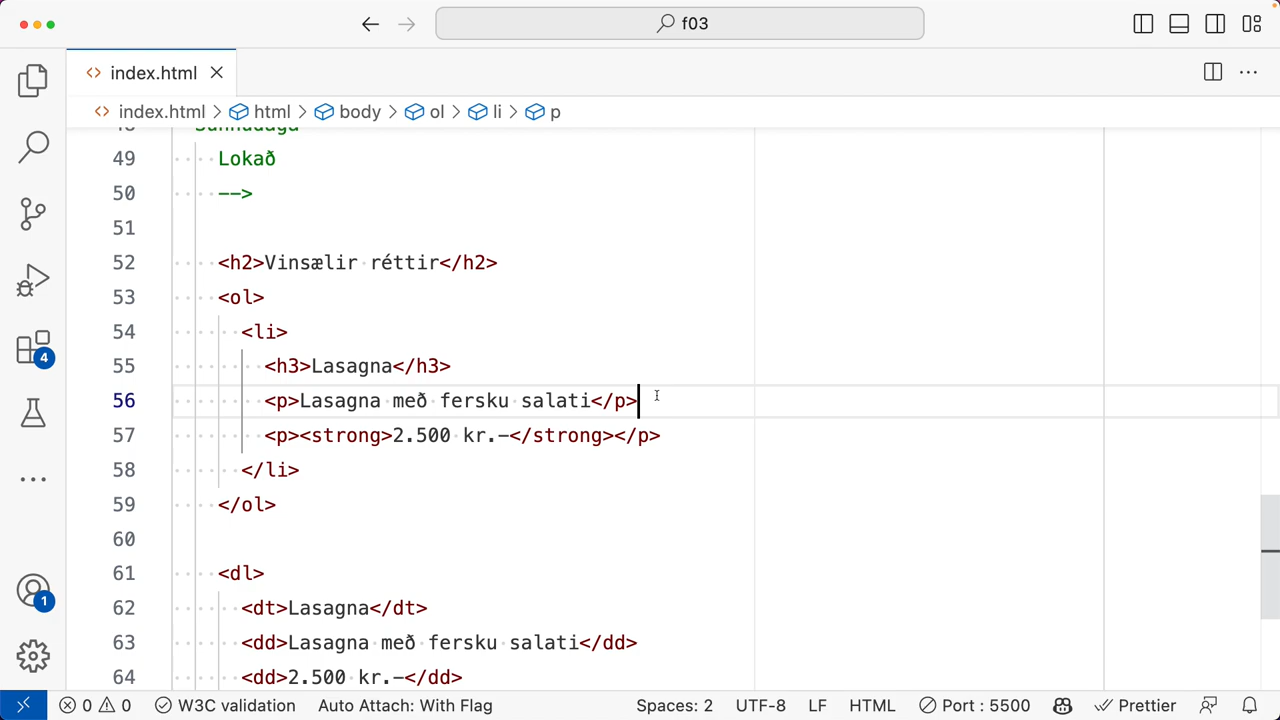 f03
index.html
index.html > html > body > ol > li > p
49 Lokað
50 -->
51
52 <h2>Vinsælir réttir</h2>
53 <ol>
54 <li>
55 <h3>Lasagna</h3>
56 <p>Lasagna með fersku salati</p>
57 <p><strong>2.500 kr.-</strong></p>
58 </li>
59 </ol>
60
61 <dl>
62 <dt>Lasagna</dt>
63 <dd>Lasagna með fersku salati</dd>
64 <dd>2.500 kr.-</dd>
4
1
0 0 W3C validation Auto Attach: With Flag Spaces: 2 UTF-8 LF HTML Port : 5500 Prettier